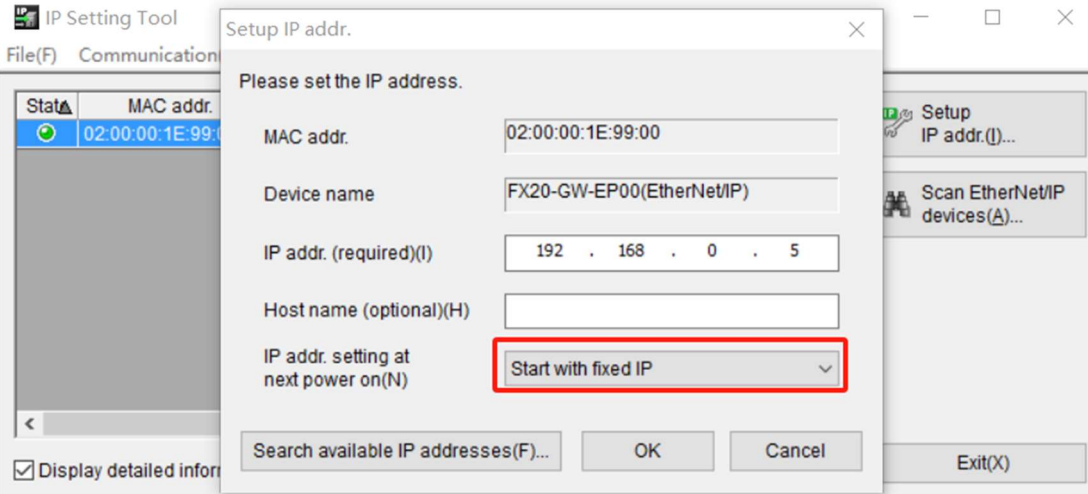 IP Setting Tool
File(F) Communication
Setup IP addr.
Please set the IP address.
Stat MAC addr.
02:00:00:1E:99:0
MAC addr.
02:00:00:1E:99:00
Device name
FX20-GW-EP00(EtherNet/IP)
IP addr. (required)(I)
192 . 168 . 0 . 5
Host name (optional)(H)
IP addr. setting at
next power on(N)
Start with fixed IP
Search available IP addresses(F)...
OK
Cancel
Setup
IP addr.(I)...
Scan EtherNet/IP
devices(A)...
Display detailed infor
Exit(X)